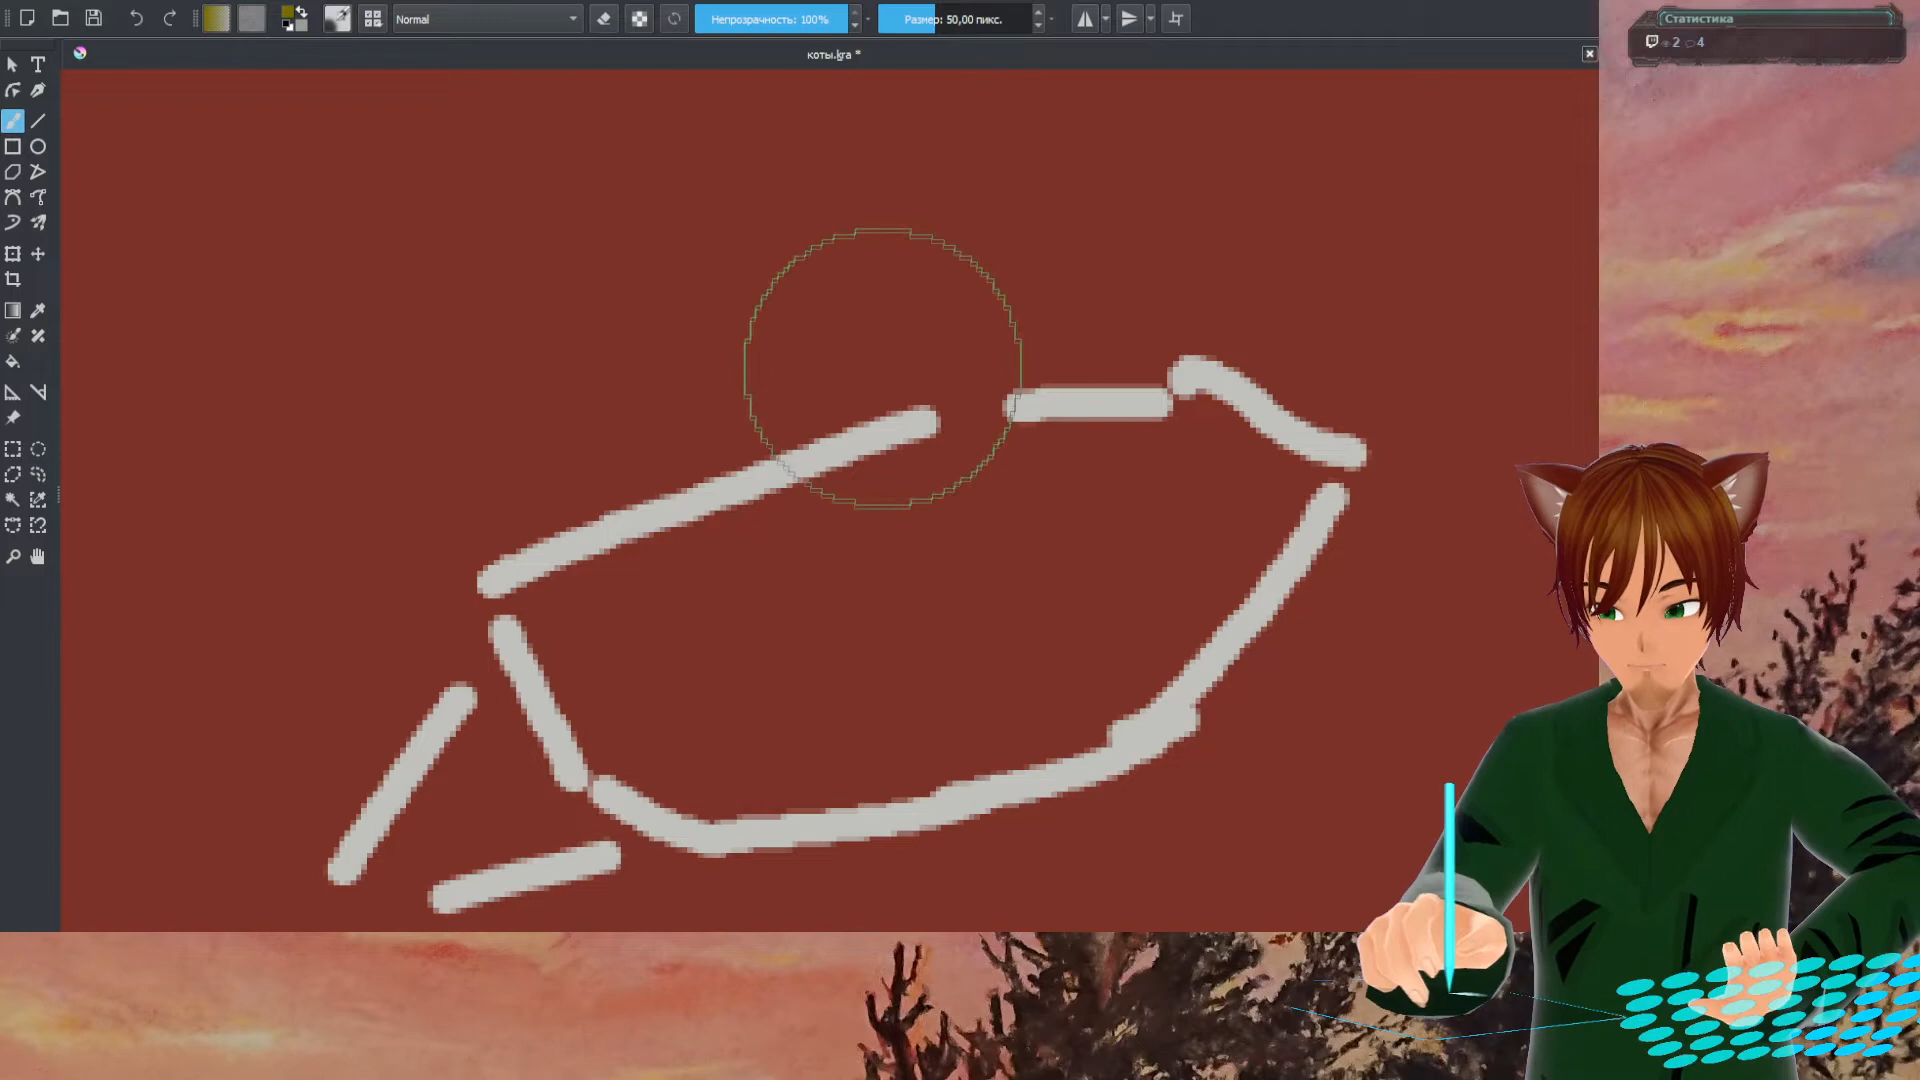 Normal
Непрозрачность: 100%
Размер: 50,00 пикс.
коты.kra *
Статистика
2 4